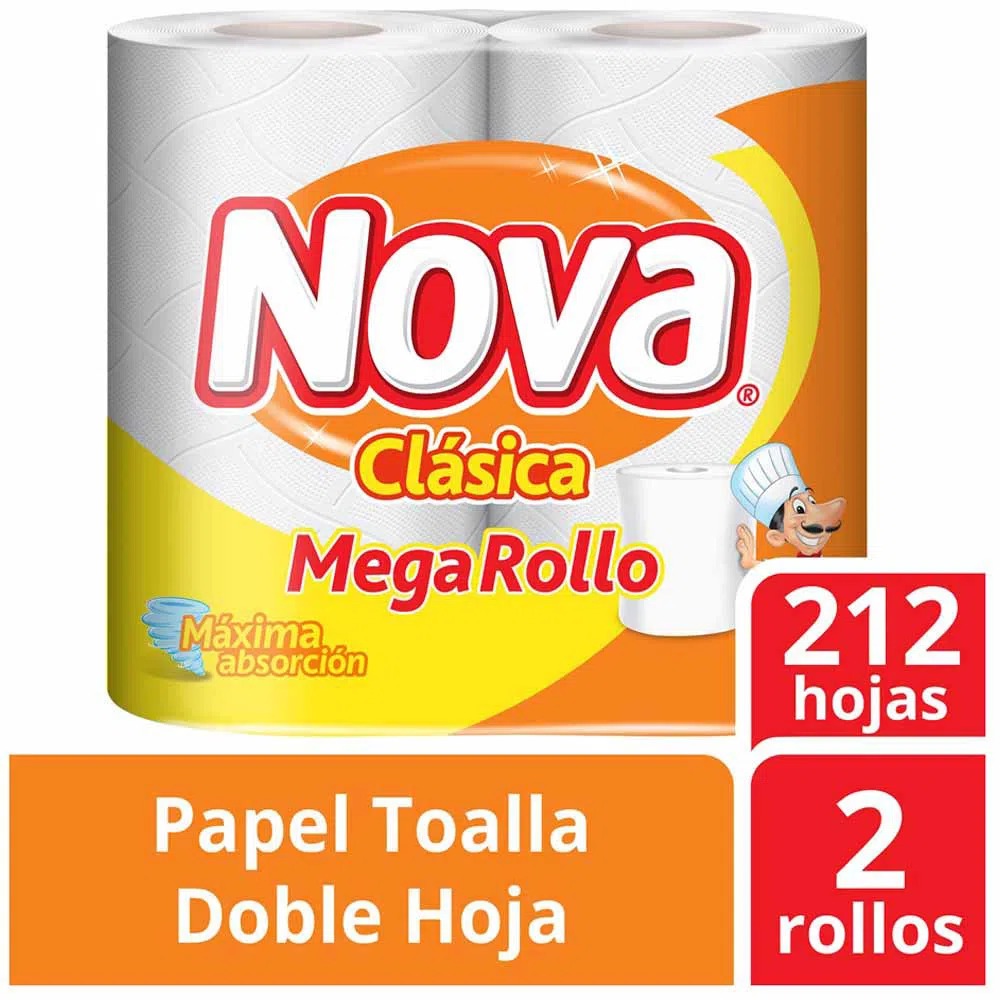 Nova®
Clásica
MegaRollo
Máxima
absorción
212
hojas
Papel Toalla
Doble Hoja
2
rollos